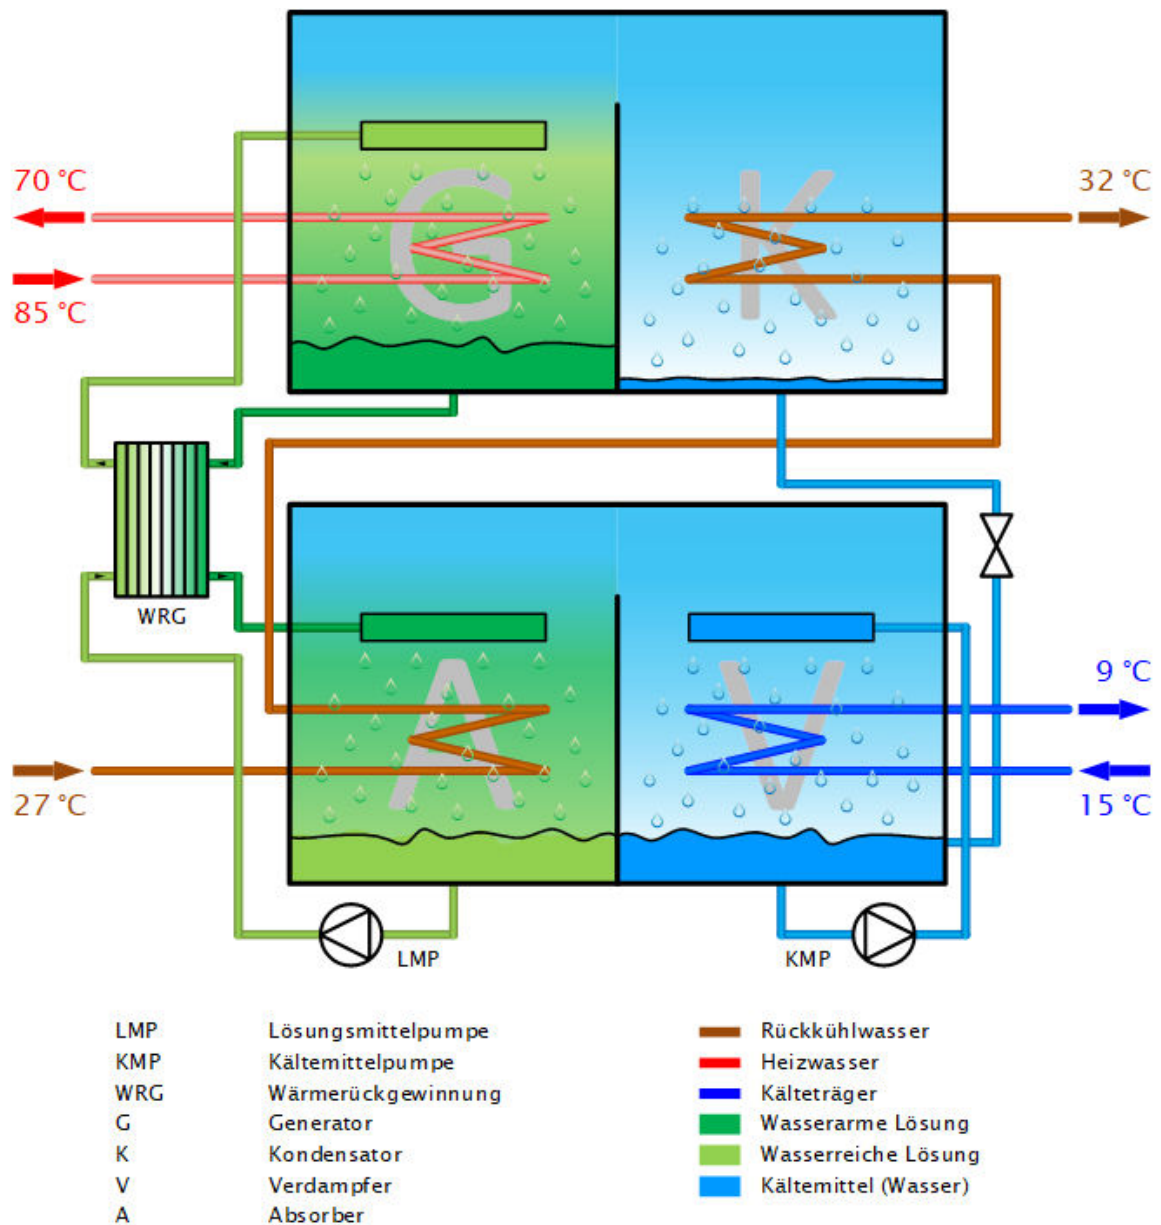 70 °C
32 °C
G
K
85 °C
WRG
9 °C
A
V
27 °C
15 °C
LMP
KMP
LMP Lösungsmittelpumpe
Rückkühlwasser
KMP Kältemittelpumpe
Heizwasser
WRG Wärmerückgewinnung
Kälteträger
G Generator
Wasserarme Lösung
K Kondensator
Wasserreiche Lösung
V Verdampfer
Kältemittel (Wasser)
A Absorber